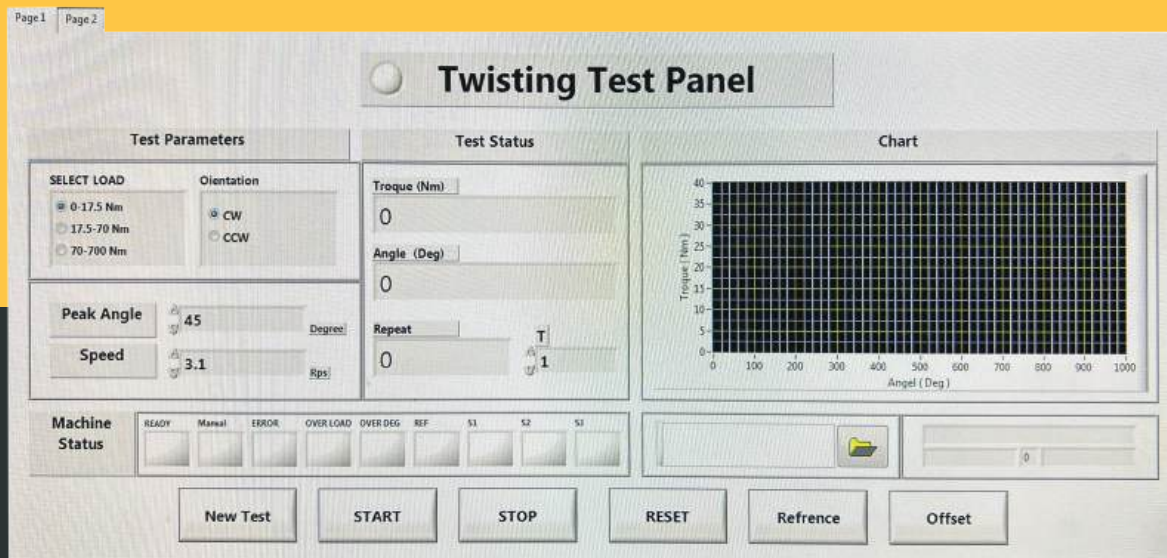 Page 1 Page 2
Twisting Test Panel
Test Parameters
Test Status
Chart
SELECT LOAD
0-17.5 Nm
17.5-70 Nm
70-700 Nm
Oientation
CW
CCW
Peak Angle
45
Degree
Speed
3.1
Rps
Troque (Nm)
0
Angle (Deg)
0
Repeat
0
T
1
Troque ( Nm )
40
35
30
25
20
15
10
5
0
0 100 200 300 400 500 600 700 800 900 1000
Angel ( Deg )
Machine
Status
READY Manual ERROR OVER LOAD OVER DEG REF S1 S2 S3
0
New Test START STOP RESET Refrence Offset